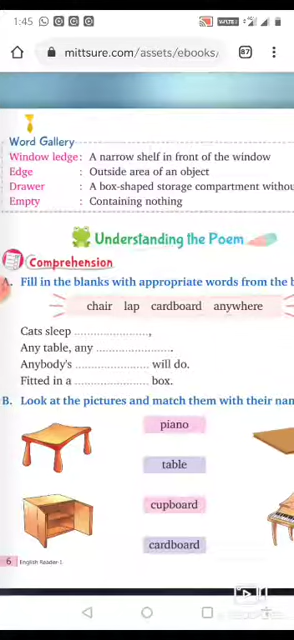 1:45
87
mittsure.com/assets/ebooks/
Word Gallery
Window ledge : A narrow shelf in front of the window
Edge : Outside area of an object
Drawer : A box-shaped storage compartment withou
Empty : Containing nothing
Understanding the Poem
Comprehension
A. Fill in the blanks with appropriate words from the b
chair lap cardboard anywhere
Cats sleep ......................,
Any table, any ......................
Anybody's ...................... will do.
Fitted in a ...................... box.
B. Look at the pictures and match them with their nam
piano
table
cupboard
cardboard
6 English Reader-1